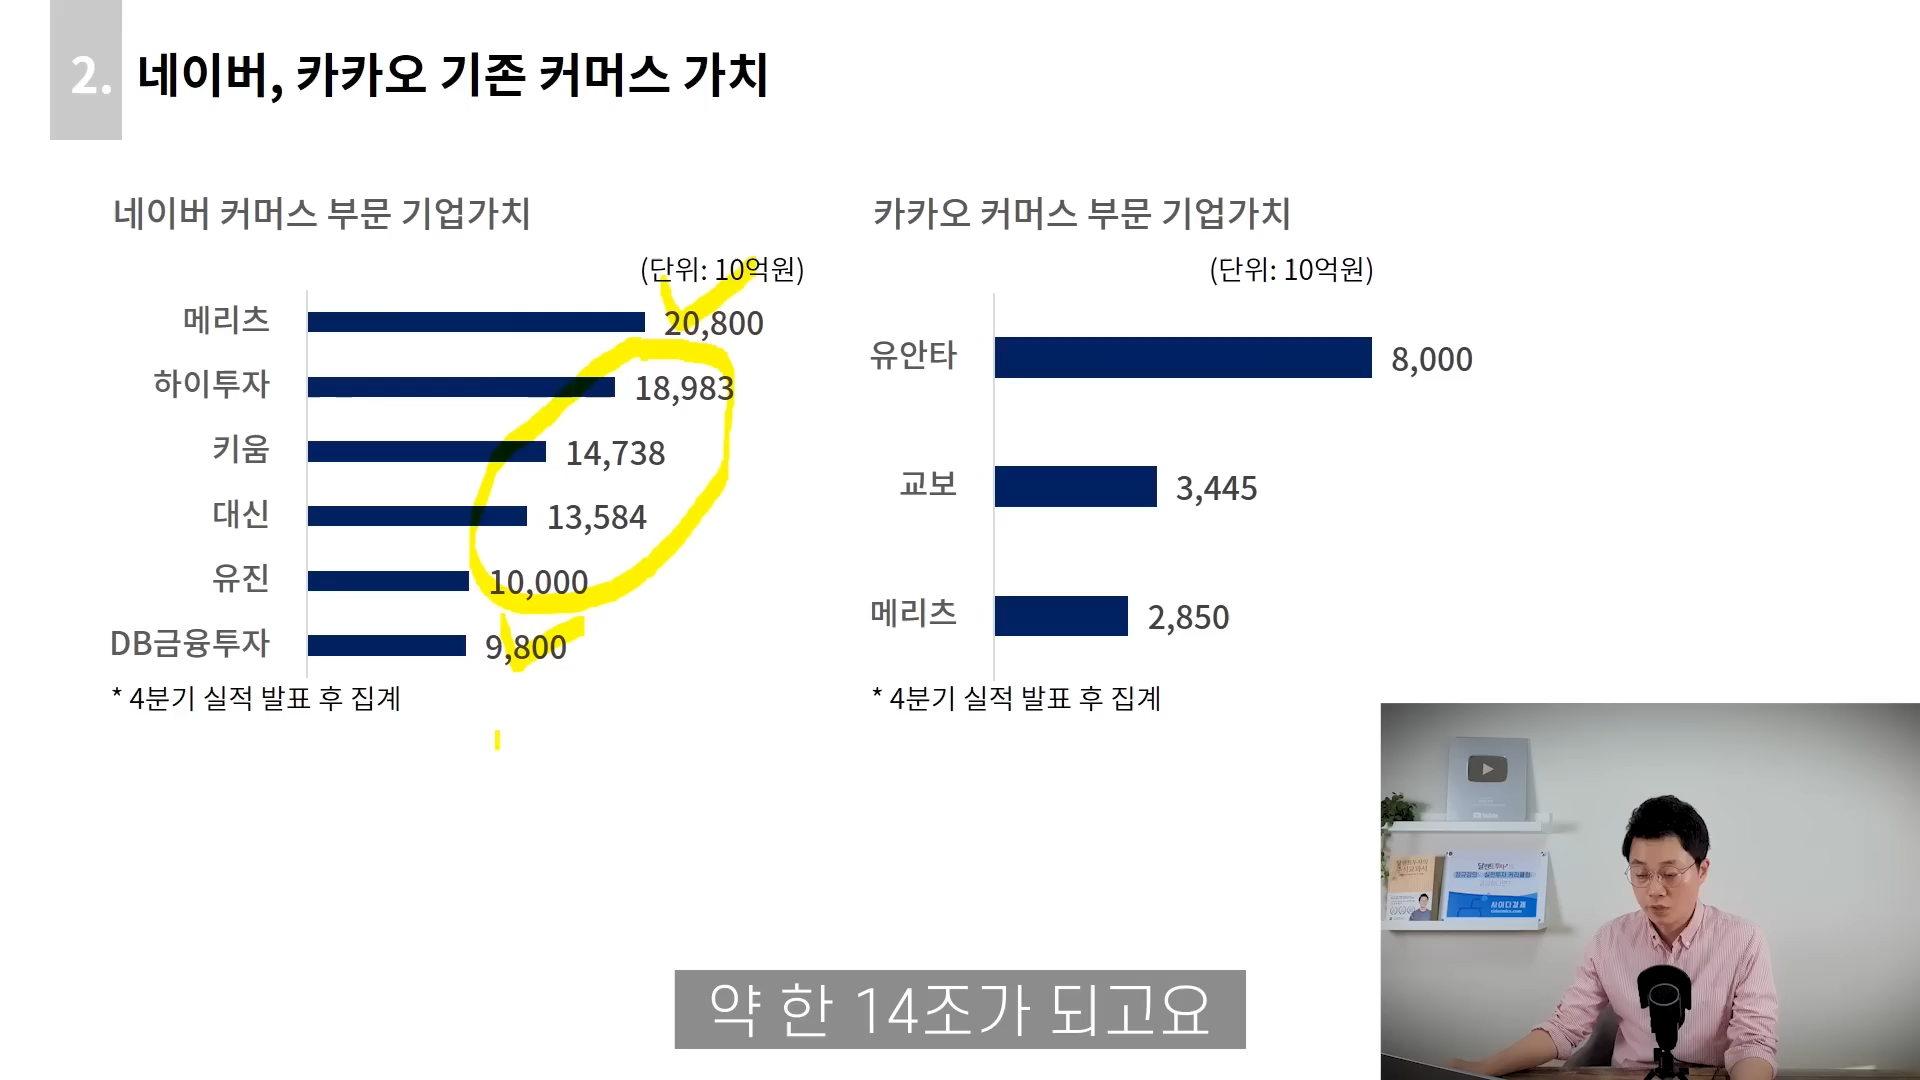 2. 네이버, 카카오 기존 커머스 가치
네이버 커머스 부문 기업가치
(단위: 10억원)
메리츠 20,800
하이투자 18,983
키움 14,738
대신 13,584
유진 10,000
DB금융투자 9,800
* 4분기 실적 발표 후 집계
카카오 커머스 부문 기업가치
(단위: 10억원)
유안타 8,000
교보 3,445
메리츠 2,850
* 4분기 실적 발표 후 집계
사이다경제
약 한 14조가 되고요